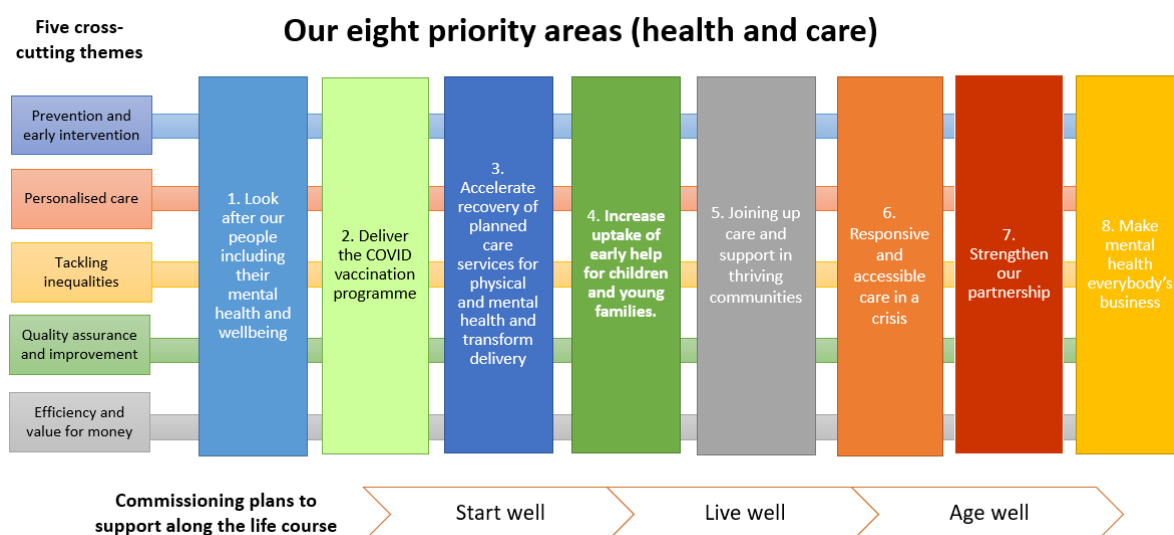 Five cross-
cutting themes
Our eight priority areas (health and care)
Prevention and
early intervention
Personalised care
Tackling
inequalities
Quality assurance
and improvement
Efficiency and
value for money
1. Look
after our
people
including
their
mental
health and
wellbeing
2. Deliver
the COVID
vaccination
programme
3.
Accelerate
recovery of
planned
care
services for
physical
and mental
health and
transform
delivery
4. Increase
uptake of
early help
for children
and young
families.
5. Joining up
care and
support in
thriving
communities
6.
Responsive
and
accessible
care in a
crisis
7.
Strengthen
our
partnership
8. Make
mental
health
everybody’s
business
Commissioning plans to
support along the life course
Start well
Live well
Age well